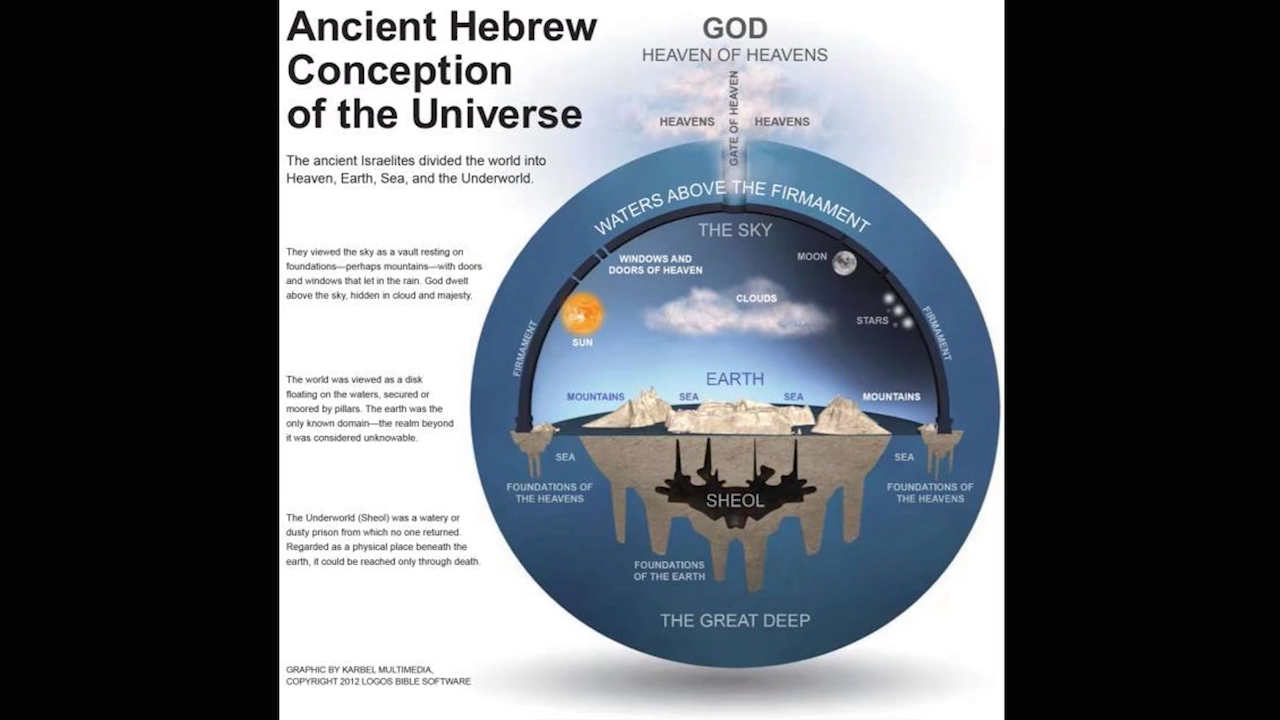 Ancient Hebrew
Conception
of the Universe
The ancient Israelites divided the world into
Heaven, Earth, Sea, and the Underworld.
They viewed the sky as a vault resting on
foundations—perhaps mountains—with doors
and windows that let in the rain. God dwelt
above the sky, hidden in cloud and majesty.
The world was viewed as a disk
floating on the waters, secured or
moored by pillars. The earth was the
only known domain—the realm beyond
it was considered unknowable.
The Underworld (Sheol) was a watery or
dusty prison from which no one returned.
Regarded as a physical place beneath the
earth, it could be reached only through death.
GRAPHIC BY KARBEL MULTIMEDIA,
COPYRIGHT 2012 LOGOS BIBLE SOFTWARE
GOD
HEAVEN OF HEAVENS
GATE OF HEAVEN
HEAVENS
HEAVENS
WATERS ABOVE THE FIRMAMENT
THE SKY
WINDOWS AND
DOORS OF HEAVEN
MOON
CLOUDS
STARS
SUN
FIRMAMENT
FIRMAMENT
EARTH
MOUNTAINS
SEA
SEA
MOUNTAINS
SEA
SEA
FOUNDATIONS OF
THE HEAVENS
SHEOL
FOUNDATIONS OF
THE HEAVENS
FOUNDATIONS
OF THE EARTH
THE GREAT DEEP